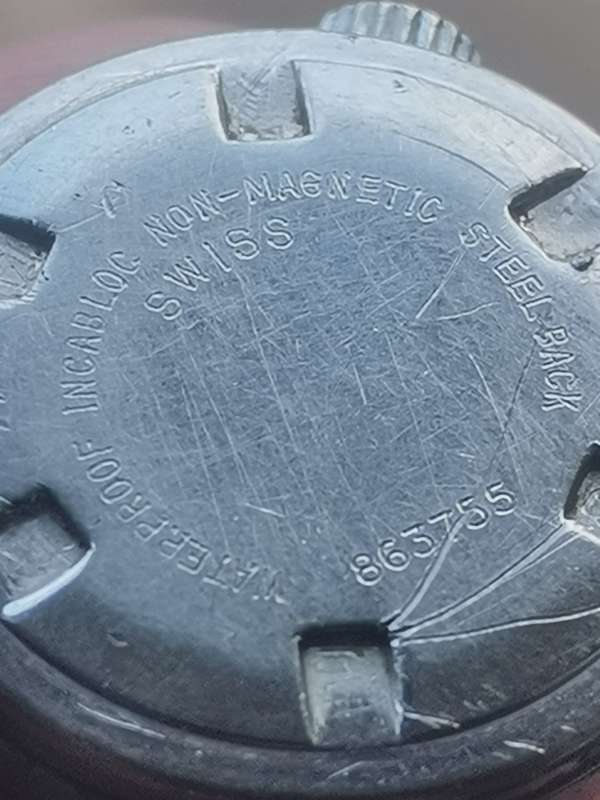 WATERPROOF INCABLOC NON-MAGNETIC STEEL BACK
SWISS
863755